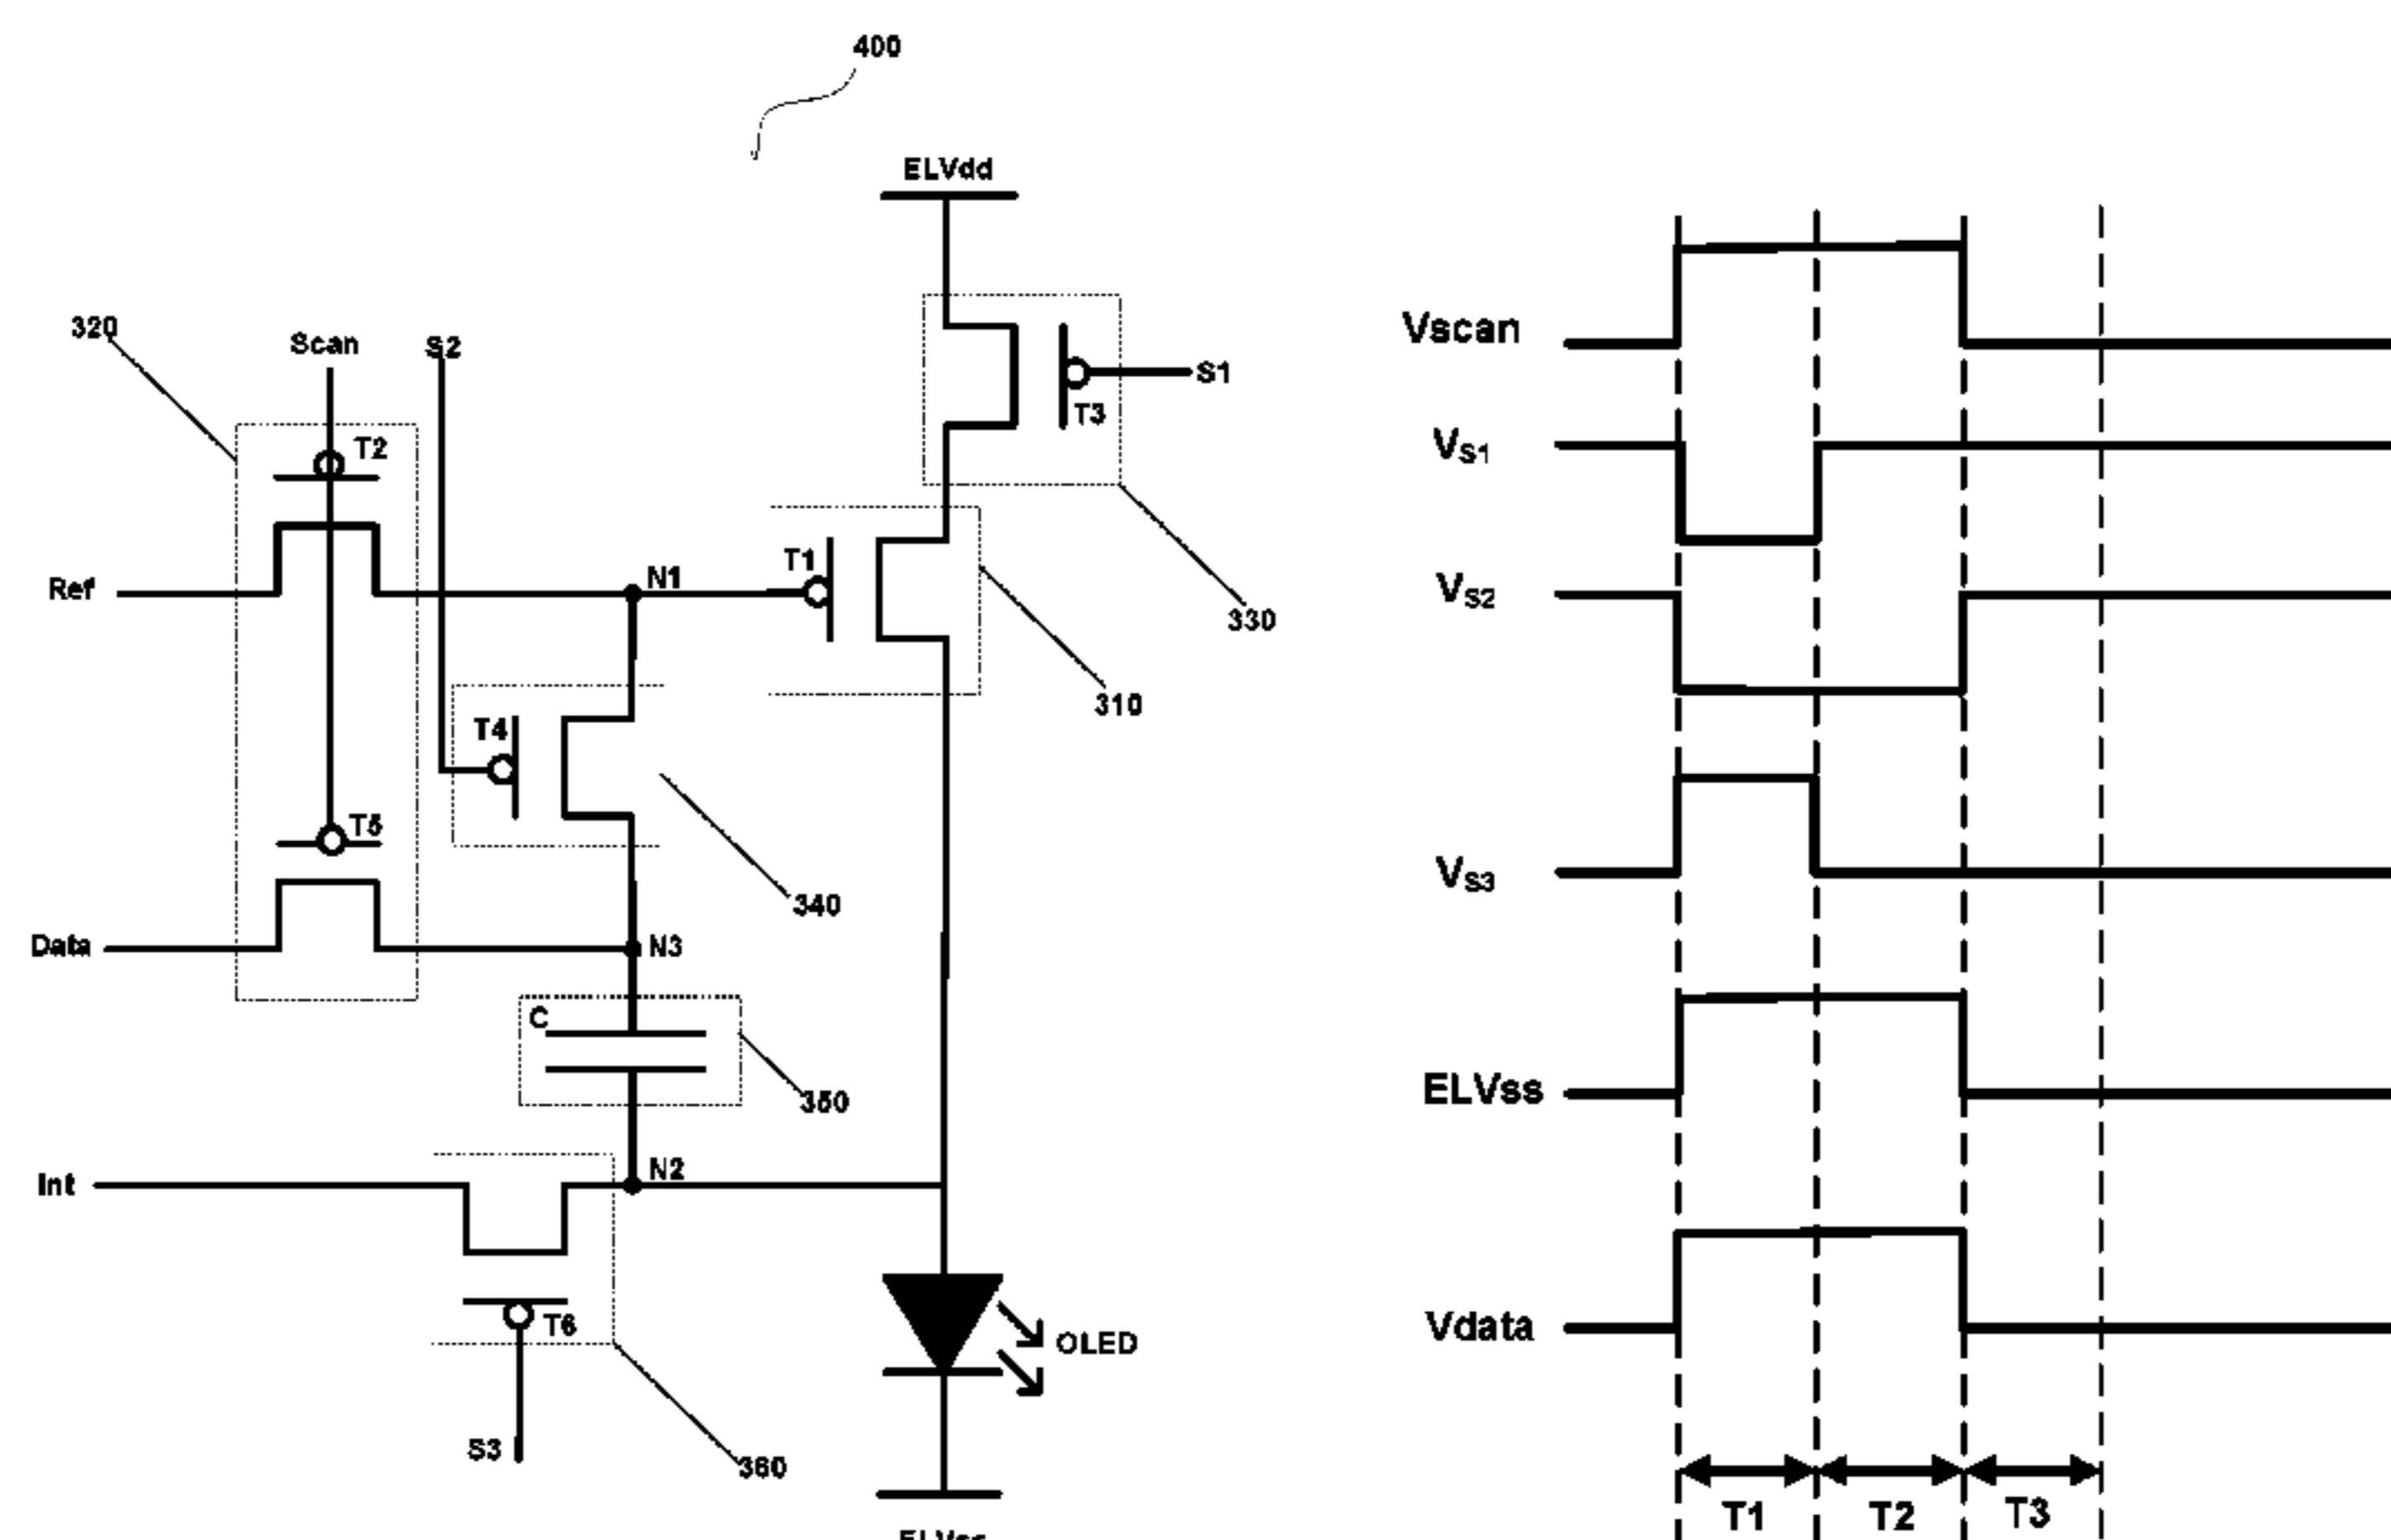 400
ELVdd
320
Scan
S2
S1
T3
T2
330
T1
Ref
N1
310
T4
340
T5
Data
N3
C
350
Int
N2
T6
OLED
S3
360
Vscan
VS1
VS2
VS3
ELVss
Vdata
T1
T2
T3